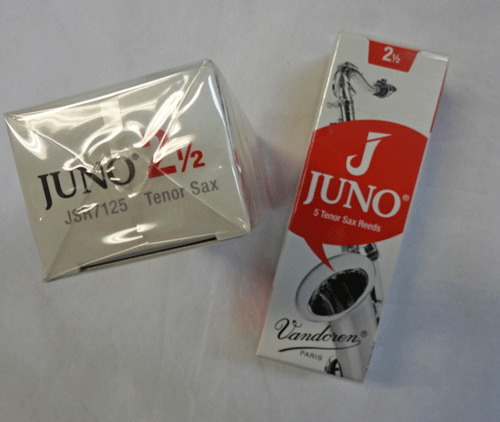 JUNO® 2½
JSR7125 Tenor Sax
2½
J
JUNO®
5 Tenor Sax Reeds
Vandoren®
PARIS